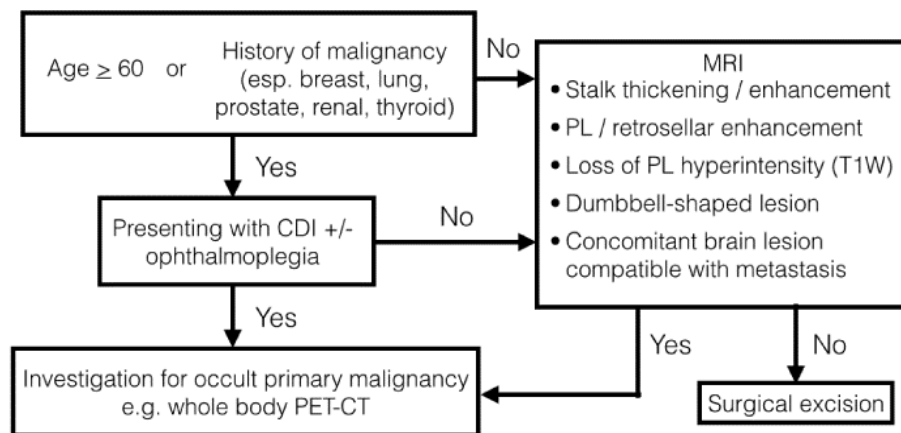 Age ≥ 60 or
History of malignancy
(esp. breast, lung,
prostate, renal, thyroid)
No
Yes
Presenting with CDI +/-
ophthalmoplegia
No
Yes
Investigation for occult primary malignancy
e.g. whole body PET-CT
MRI
• Stalk thickening / enhancement
• PL / retrosellar enhancement
• Loss of PL hyperintensity (T1W)
• Dumbbell-shaped lesion
• Concomitant brain lesion
compatible with metastasis
Yes
No
Surgical excision